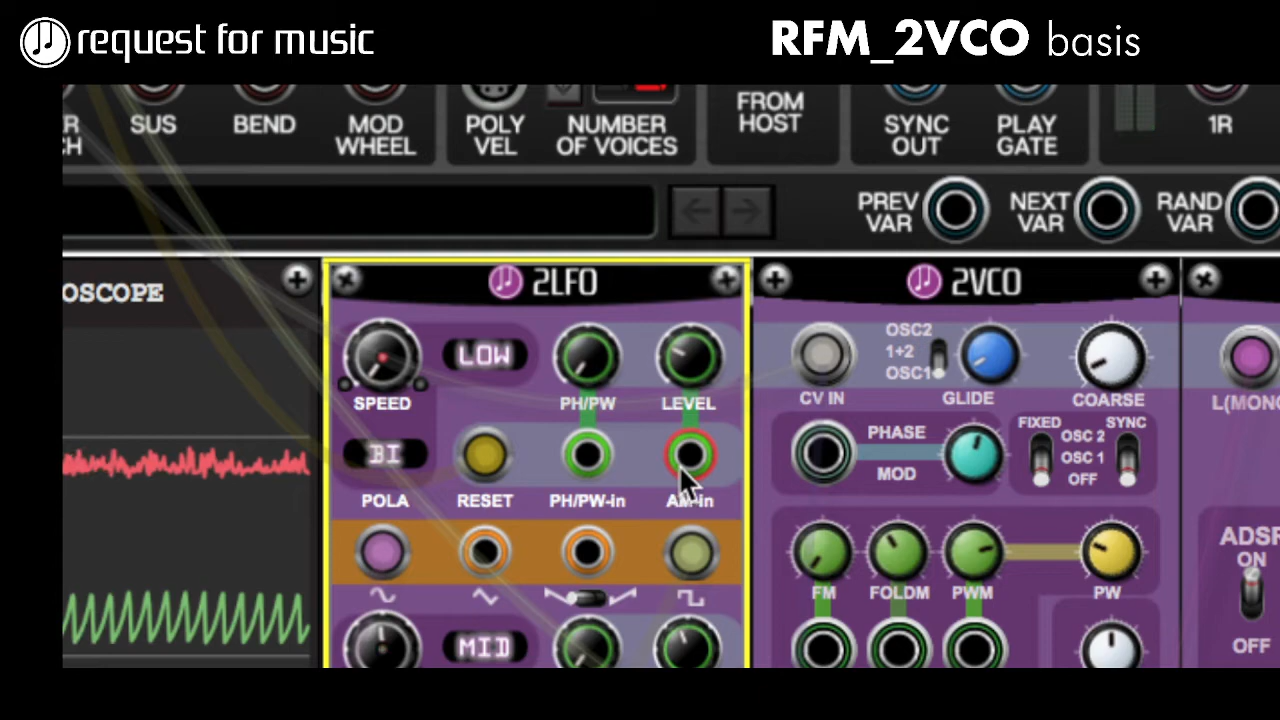 request for music
RFM_2VCO basis
SUS
BEND
MOD
WHEEL
POLY
VEL
NUMBER
OF VOICES
FROM
HOST
SYNC
OUT
PLAY
GATE
1R
PREV
VAR
NEXT
VAR
RAND
VAR
OSCOPE
2LFO
2VCO
LOW
SPEED
PH/PW
LEVEL
BI
POLA
RESET
PH/PW-in
AM-in
MID
OSC2
1+2
OSC1
CV IN
GLIDE
COARSE
L(MONO
PHASE
MOD
FIXED
SYNC
OSC 2
OSC 1
OFF
FM
FOLDM
PWM
PW
ADSR
ON
OFF